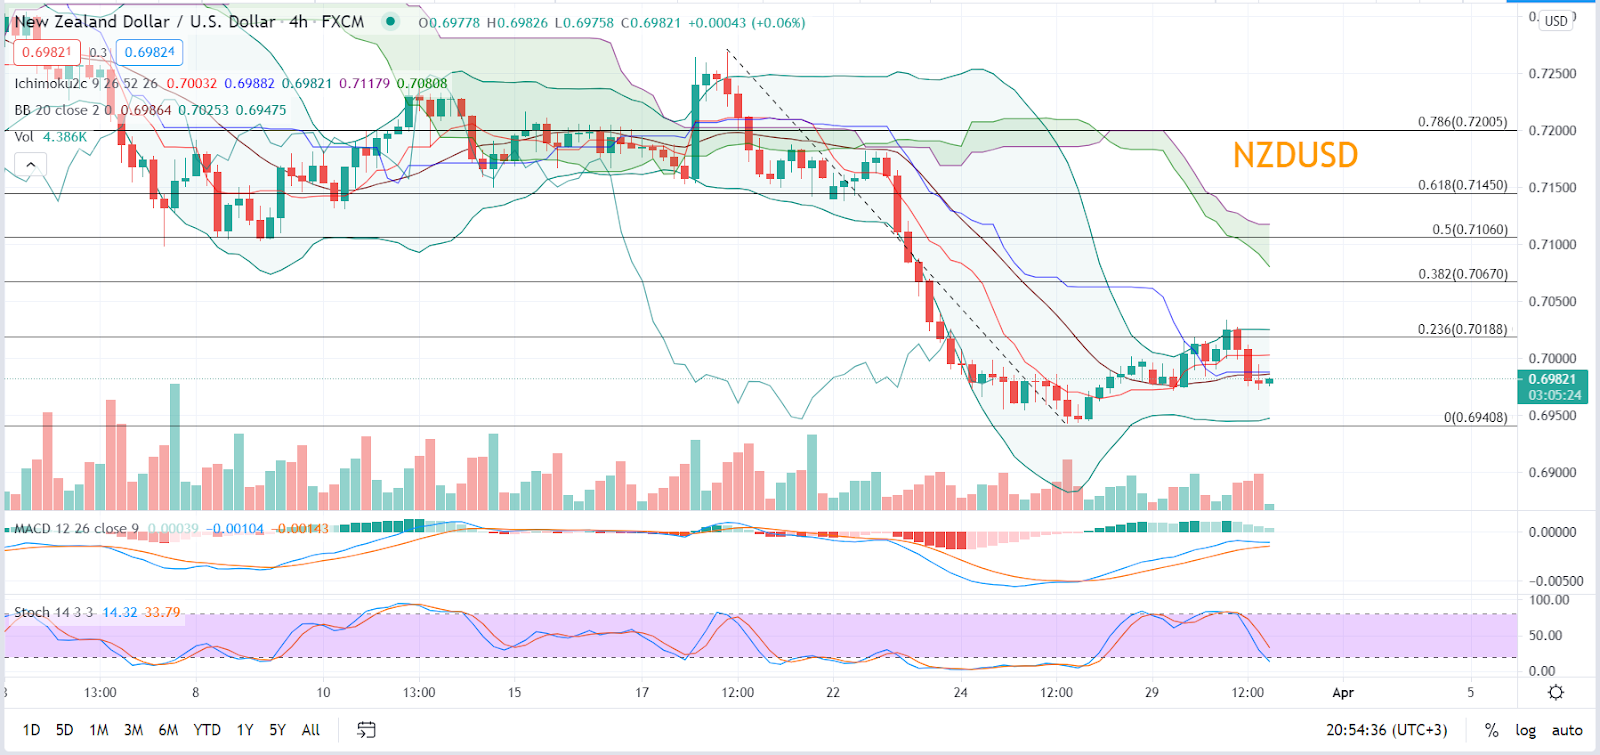 New Zealand Dollar / U.S. Dollar · 4h · FXCM O0.69778 H0.69826 L0.69758 C0.69821 +0.00043 (+0.06%)
USD
0.69821 0.3 0.69824
Ichimoku2c 9 26 52 26 0.70032 0.69882 0.69821 0.71179 0.70808
BB 20 close 2 0 0.69864 0.70253 0.69475
Vol 4.386K
NZDUSD
0.786(0.72005)
0.618(0.71450)
0.5(0.71060)
0.382(0.70670)
0.236(0.70188)
0(0.69408)
0.72500
0.72000
0.71500
0.71000
0.70500
0.70000
0.69821
03:05:24
0.69500
0.69000
MACD 12 26 close 9 0.00039 −0.00104 −0.00143
0.00000
−0.00500
Stoch 14 3 3 14.32 33.79
100.00
50.00
0.00
3 13:00 8 10 13:00 15 17 12:00 22 24 12:00 29 12:00 Apr 5
1D 5D 1M 3M 6M YTD 1Y 5Y All
20:54:36 (UTC+3) % log auto